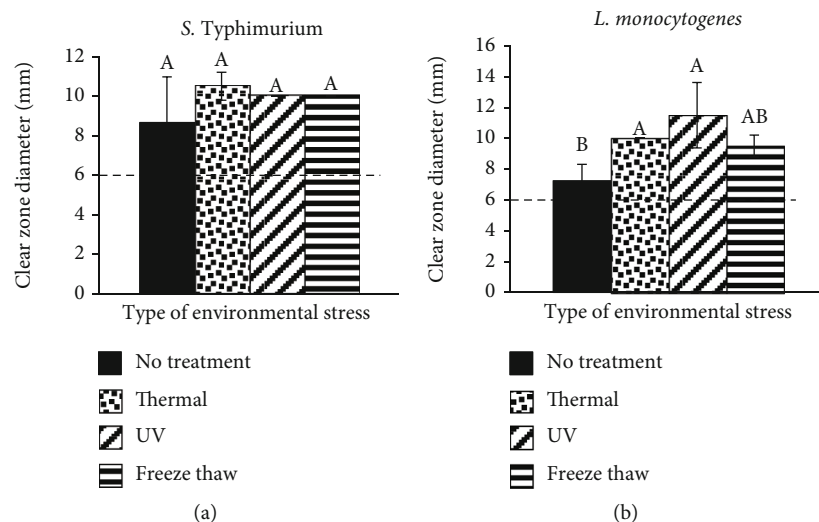 S. Typhimurium
12
10
8
6
4
2
0
Clear zone diameter (mm)
A
A
A
A
Type of environmental stress
No treatment
Thermal
UV
Freeze thaw
(a)
L. monocytogenes
16
14
12
10
8
6
4
2
0
Clear zone diameter (mm)
B
A
A
AB
Type of environmental stress
No treatment
Thermal
UV
Freeze thaw
(b)